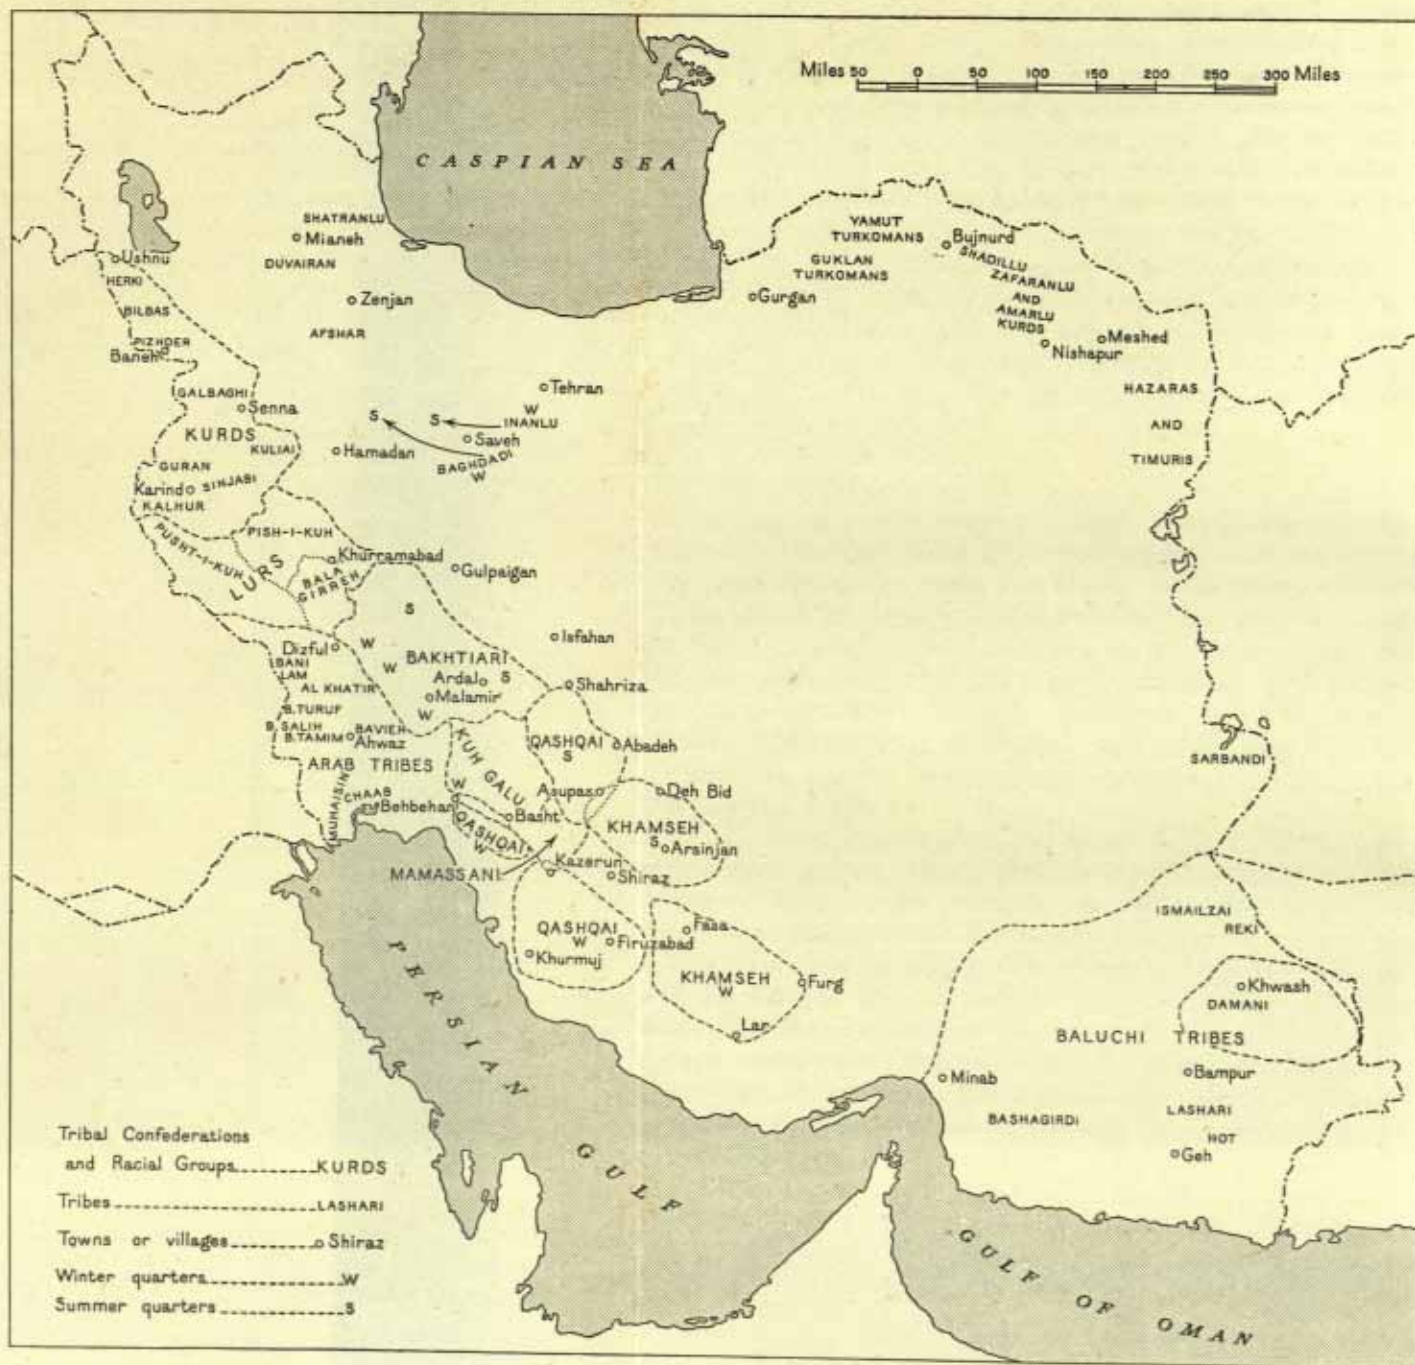 Miles 50 0 50 100 150 200 250 300 Miles
CASPIAN SEA
SHATRANLU
Mianeh
DUVAIRAN
Ushnu
HERKI
Zenjan
BILBAS
AFSHAR
PIZHDER
Baneh
YAMUT
TURKOMANS
Bujnurd
GUKLAN
TURKOMANS
SHADILLU
ZAFARANLU
AND
AMARLU
KURDS
Gurgan
Meshed
Nishapur
HAZARAS
AND
TIMURIS
Tehran
W
INANLU
S
S
Saveh
BAGHDADI
W
GALBAGHI
Senna
KURDS
KULIAI
Hamadan
GURAN
Karind
SINJABI
KALHUR
PUSHT-I-KUH
PISH-I-KUH
LURS
Khurramabad
BALA
GIRREH
Gulpaigan
S
Isfahan
Dizful
W
W
BAKHTIARI
Ardal
S
Malamir
W
Shahriza
BANI
LAM
AL KHATIR
B.TURUF
B.SALIH
B.TAMIM
BAVIEH
Ahwaz
ARAB TRIBES
MUHAISIN
CHAAB
Behbehan
KUH GALU
W
QASHQAI
S
Abadeh
Asupas
Deh Bid
Basht
QASHQAI
W
KHAMSEH
S
Arsinjan
MAMASSANI
Kazerun
Shiraz
QASHQAI
W
Firuzabad
Khurmuj
Fasa
KHAMSEH
W
Furg
Lar
SARBANDI
ISMAILZAI
REKI
Khwash
DAMANI
BALUCHI TRIBES
Bampur
Minab
BASHAGIRDI
LASHARI
HOT
Geh
PERSIAN GULF
GULF OF OMAN
Tribal Confederations
and Racial Groups KURDS
Tribes LASHARI
Towns or villages Shiraz
Winter quarters W
Summer quarters S